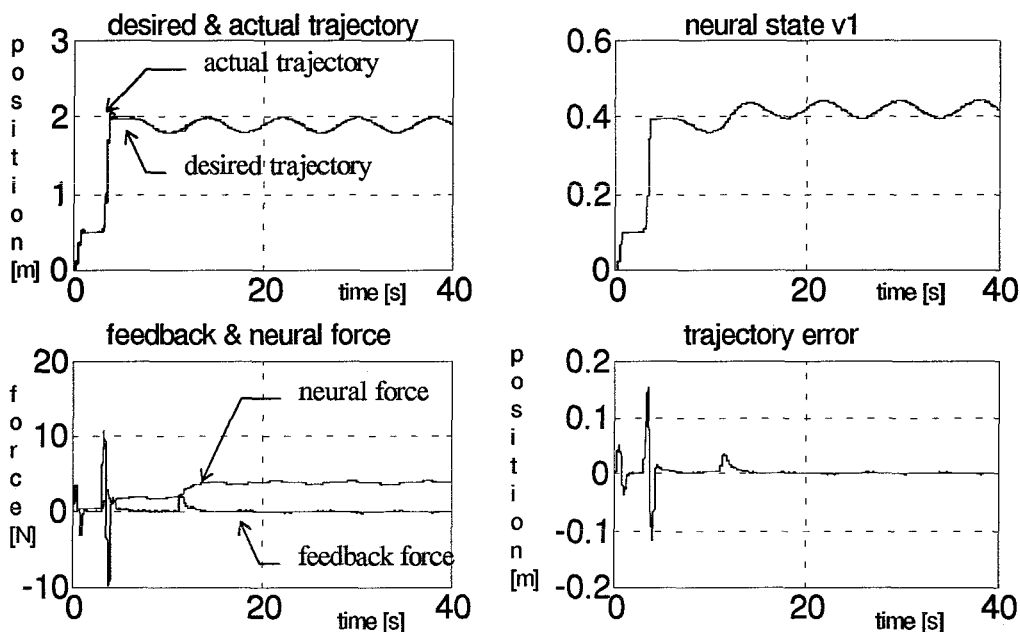 desired & actual trajectory
position
[m]
3
2
1
0
actual trajectory
desired trajectory
0
20
time [s]
40
neural state v1
0.6
0.4
0.2
0
0
20
time [s]
40
feedback & neural force
force
[N]
20
10
0
-10
neural force
feedback force
0
20
time [s]
40
trajectory error
position
[m]
0.2
0.1
0
-0.1
-0.2
0
20
time [s]
40